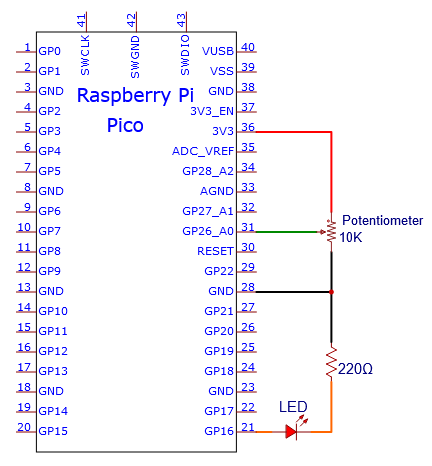 41
42
43
SWCLK
SWGND
SWDIO
Raspberry Pi
Pico
1 GP0
2 GP1
3 GND
4 GP2
5 GP3
6 GP4
7 GP5
8 GND
9 GP6
10 GP7
11 GP8
12 GP9
13 GND
14 GP10
15 GP11
16 GP12
17 GP13
18 GND
19 GP14
20 GP15
VUSB 40
VSS 39
GND 38
3V3_EN 37
3V3 36
ADC_VREF 35
GP28_A2 34
AGND 33
GP27_A1 32
GP26_A0 31
RESET 30
GP22 29
GND 28
GP21 27
GP20 26
GP19 25
GP18 24
GND 23
GP17 22
GP16 21
Potentiometer
10K
220Ω
LED